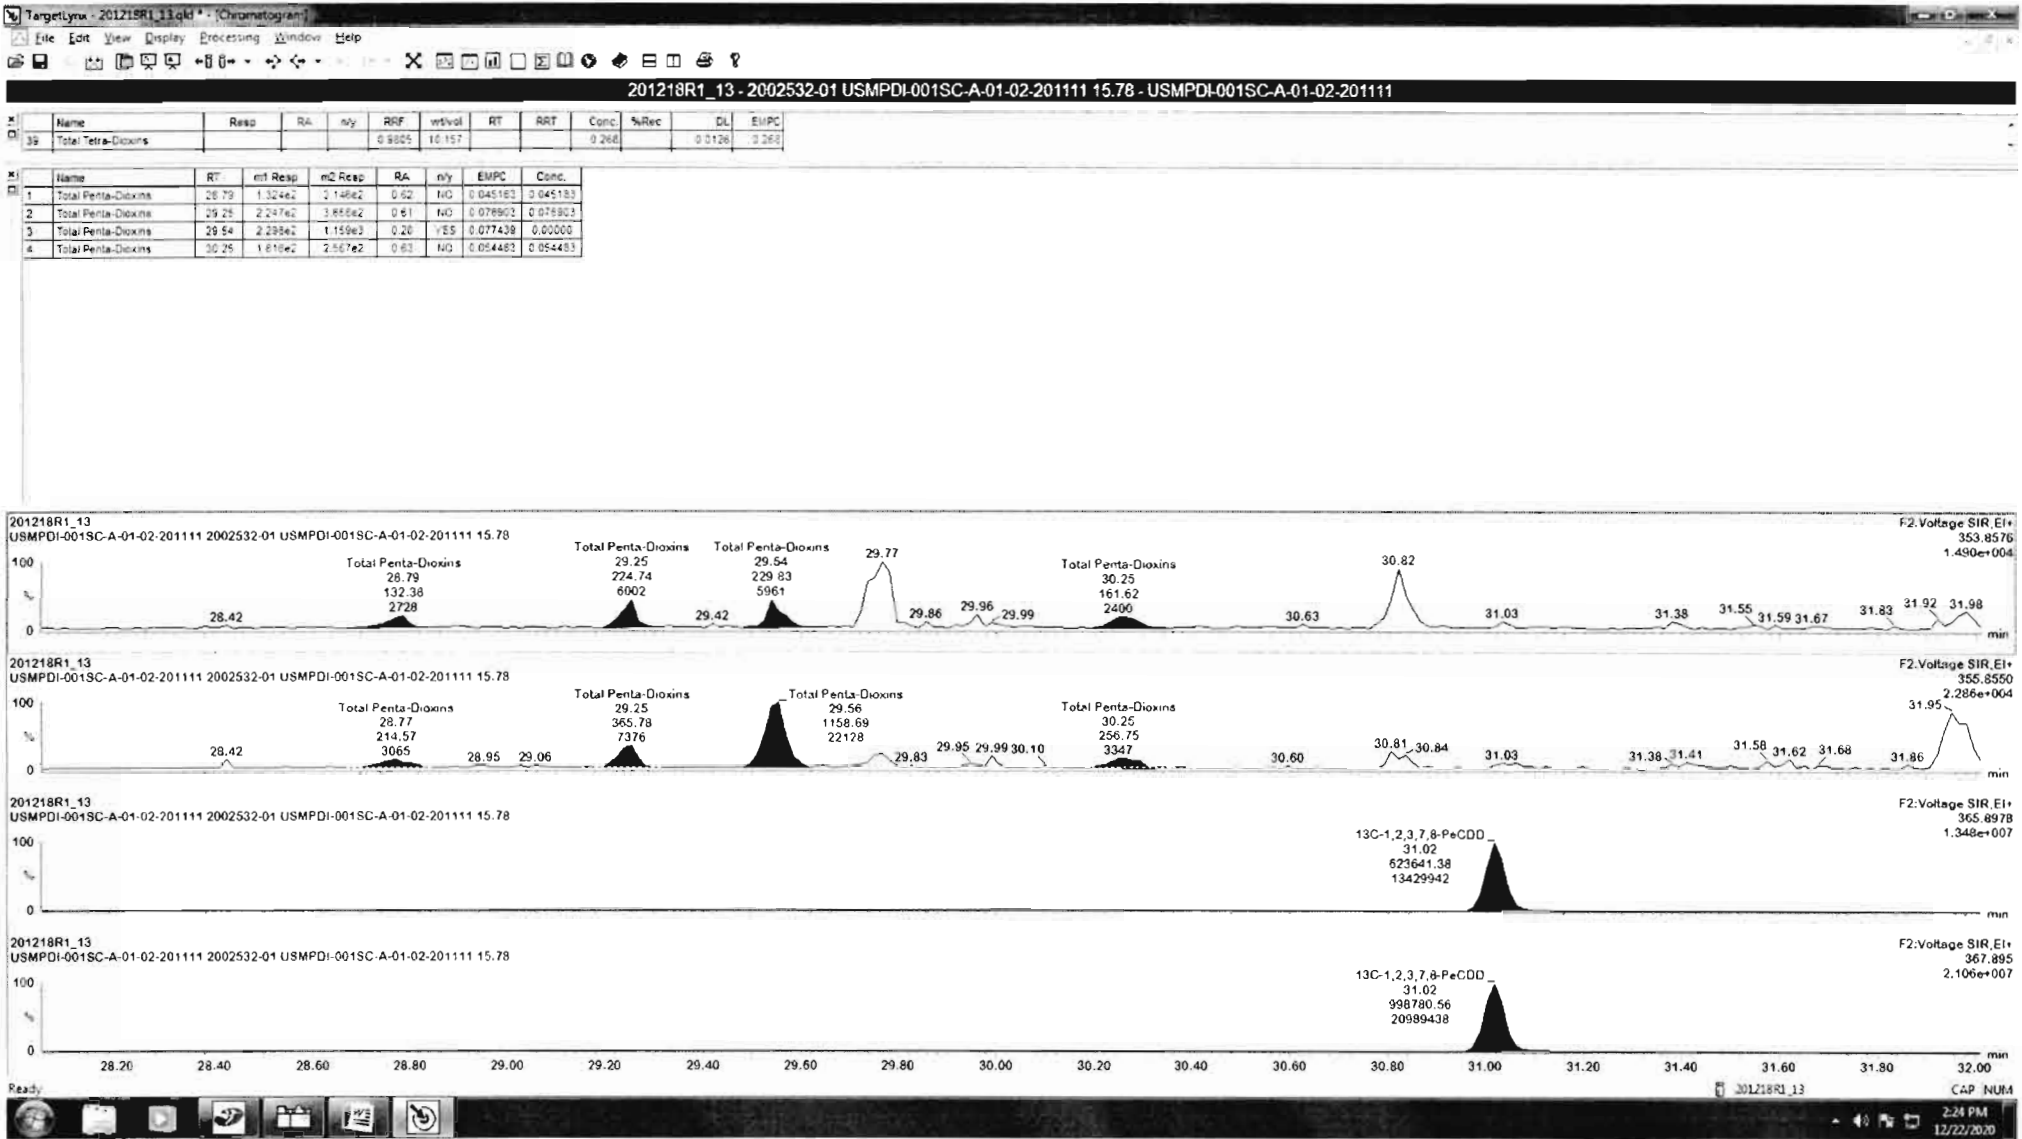 TargetLynx - 201218R1_13.qld * - [Chromatogram]
File Edit View Display Processing Window Help
201218R1_13 - 2002532-01 USMPDI-001SC-A-01-02-201111 15.78 - USMPDI-001SC-A-01-02-201111
Name Resp RA n/y RRF wt/vol RT RRT Conc. %Rec DL EMPC
39 Total Tetra-Dioxins 0.9805 10.157 0.268 0.0126 0.268
Name RT m1 Resp m2 Resp RA n/y EMPC Conc.
1 Total Penta-Dioxins 28.79 1.324e2 2.146e2 0.62 NO 0.045183 0.045183
2 Total Penta-Dioxins 29.25 2.247e2 3.658e2 0.61 NO 0.076903 0.076903
3 Total Penta-Dioxins 29.54 2.298e2 1.159e3 0.20 YES 0.077439 0.00000
4 Total Penta-Dioxins 30.25 1.616e2 2.567e2 0.63 NO 0.054483 0.054483
201218R1_13
USMPDI-001SC-A-01-02-201111 2002532-01 USMPDI-001SC-A-01-02-201111 15.78
F2:Voltage SIR,EI+
353.8576
1.490e+004
100
%
0
28.42
Total Penta-Dioxins
28.79
132.38
2728
Total Penta-Dioxins
29.25
224.74
6002
29.42
Total Penta-Dioxins
29.54
229.83
5961
29.77
29.86
29.96
29.99
Total Penta-Dioxins
30.25
161.62
2400
30.63
30.82
31.03
31.38
31.55
31.59 31.67
31.83
31.92
31.98
min
201218R1_13
USMPDI-001SC-A-01-02-201111 2002532-01 USMPDI-001SC-A-01-02-201111 15.78
F2:Voltage SIR,EI+
355.8550
2.286e+004
100
%
0
28.42
Total Penta-Dioxins
28.77
214.57
3065
28.95
29.06
Total Penta-Dioxins
29.25
365.78
7376
Total Penta-Dioxins
29.56
1158.69
22128
29.83
29.95
29.99
30.10
Total Penta-Dioxins
30.25
256.75
3347
30.60
30.81
30.84
31.03
31.38
31.41
31.58
31.62
31.68
31.86
31.95
min
201218R1_13
USMPDI-001SC-A-01-02-201111 2002532-01 USMPDI-001SC-A-01-02-201111 15.78
F2:Voltage SIR,EI+
365.8978
1.348e+007
100
%
0
13C-1,2,3,7,8-PeCDD
31.02
623641.38
13429942
min
201218R1_13
USMPDI-001SC-A-01-02-201111 2002532-01 USMPDI-001SC-A-01-02-201111 15.78
F2:Voltage SIR,EI+
367.895
2.106e+007
100
%
0
13C-1,2,3,7,8-PeCDD
31.02
998780.56
20989438
min
28.20 28.40 28.60 28.80 29.00 29.20 29.40 29.60 29.80 30.00 30.20 30.40 30.60 30.80 31.00 31.20 31.40 31.60 31.80 32.00
Ready
201218R1_13
CAP NUM
2:24 PM
12/22/2020